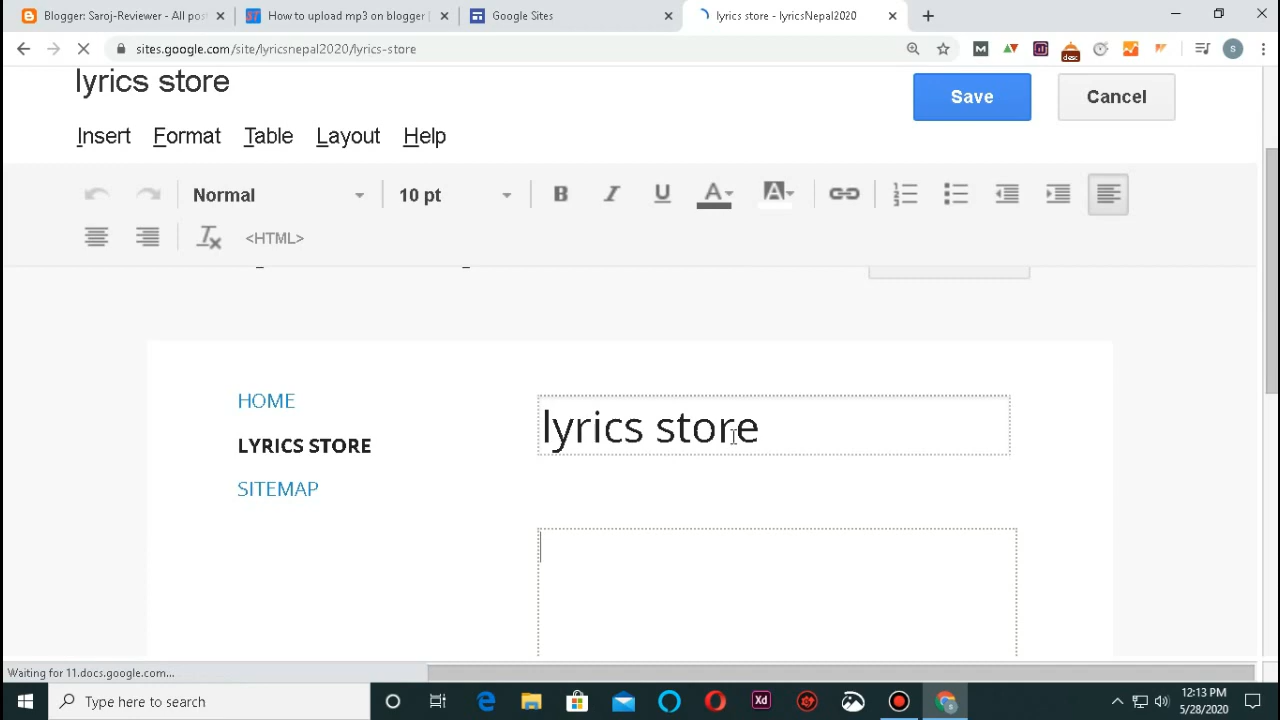 Blogger: Saroj-Reviewer - All post
How to upload mp3 on blogger [
Google Sites
lyrics store - lyricsNepal2020
sites.google.com/site/lyricsnepal2020/lyrics-store
desc
S
lyrics store
Save
Cancel
Insert Format Table Layout Help
Normal
10 pt
B I U A A
<HTML>
HOME
LYRICS STORE
SITEMAP
lyrics store
Waiting for 11.docs.google.com...
Type here to search
Xd
12:13 PM
5/28/2020